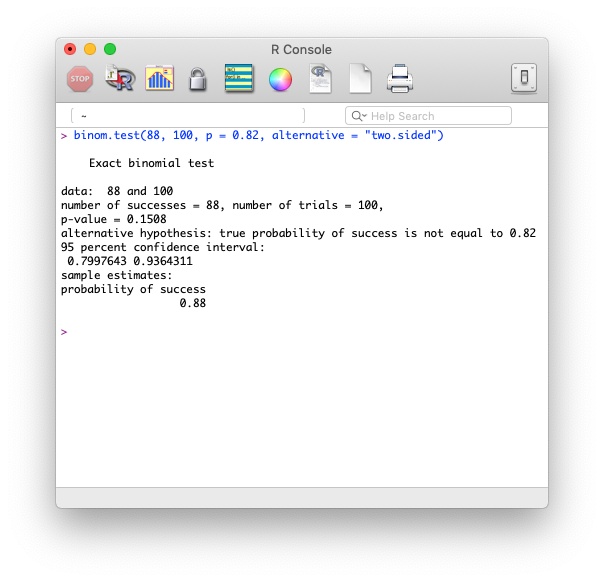 R Console
STOP
R
R
~
Help Search
> binom.test(88, 100, p = 0.82, alternative = "two.sided")
Exact binomial test
data:  88 and 100
number of successes = 88, number of trials = 100,
p-value = 0.1508
alternative hypothesis: true probability of success is not equal to 0.82
95 percent confidence interval:
 0.7997643 0.9364311
sample estimates:
probability of success
0.88
>